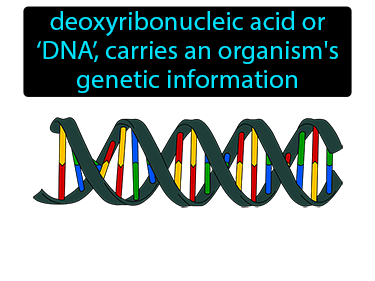 deoxyribonucleic acid or
‘DNA’, carries an organism's
genetic information